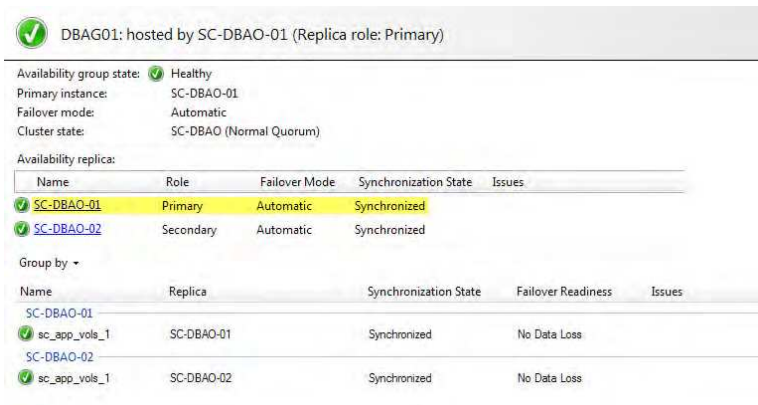 DBAG01: hosted by SC-DBAO-01 (Replica role: Primary)
Availability group state: Healthy
Primary instance: SC-DBAO-01
Failover mode: Automatic
Cluster state: SC-DBAO (Normal Quorum)
Availability replica:
Name Role Failover Mode Synchronization State Issues
SC-DBAO-01 Primary Automatic Synchronized
SC-DBAO-02 Secondary Automatic Synchronized
Group by
Name Replica Synchronization State Failover Readiness Issues
SC-DBAO-01
sc_app_vols_1 SC-DBAO-01 Synchronized No Data Loss
SC-DBAO-02
sc_app_vols_1 SC-DBAO-02 Synchronized No Data Loss